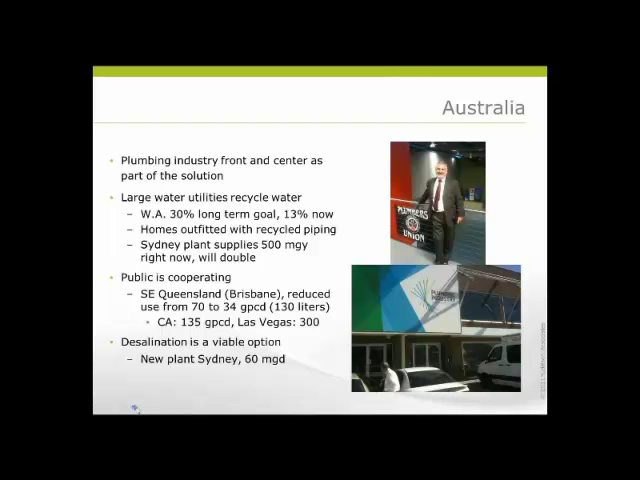 Australia
• Plumbing industry front and center as
part of the solution
• Large water utilities recycle water
– W.A. 30% long term goal, 13% now
– Homes outfitted with recycled piping
– Sydney plant supplies 500 mgy
right now, will double
• Public is cooperating
– SE Queensland (Brisbane), reduced
use from 70 to 34 gpcd (130 liters)
• CA: 135 gpcd, Las Vegas: 300
• Desalination is a viable option
– New plant Sydney, 60 mgd
PLUMBERS
UNION
PLUMBING
INDUSTRY